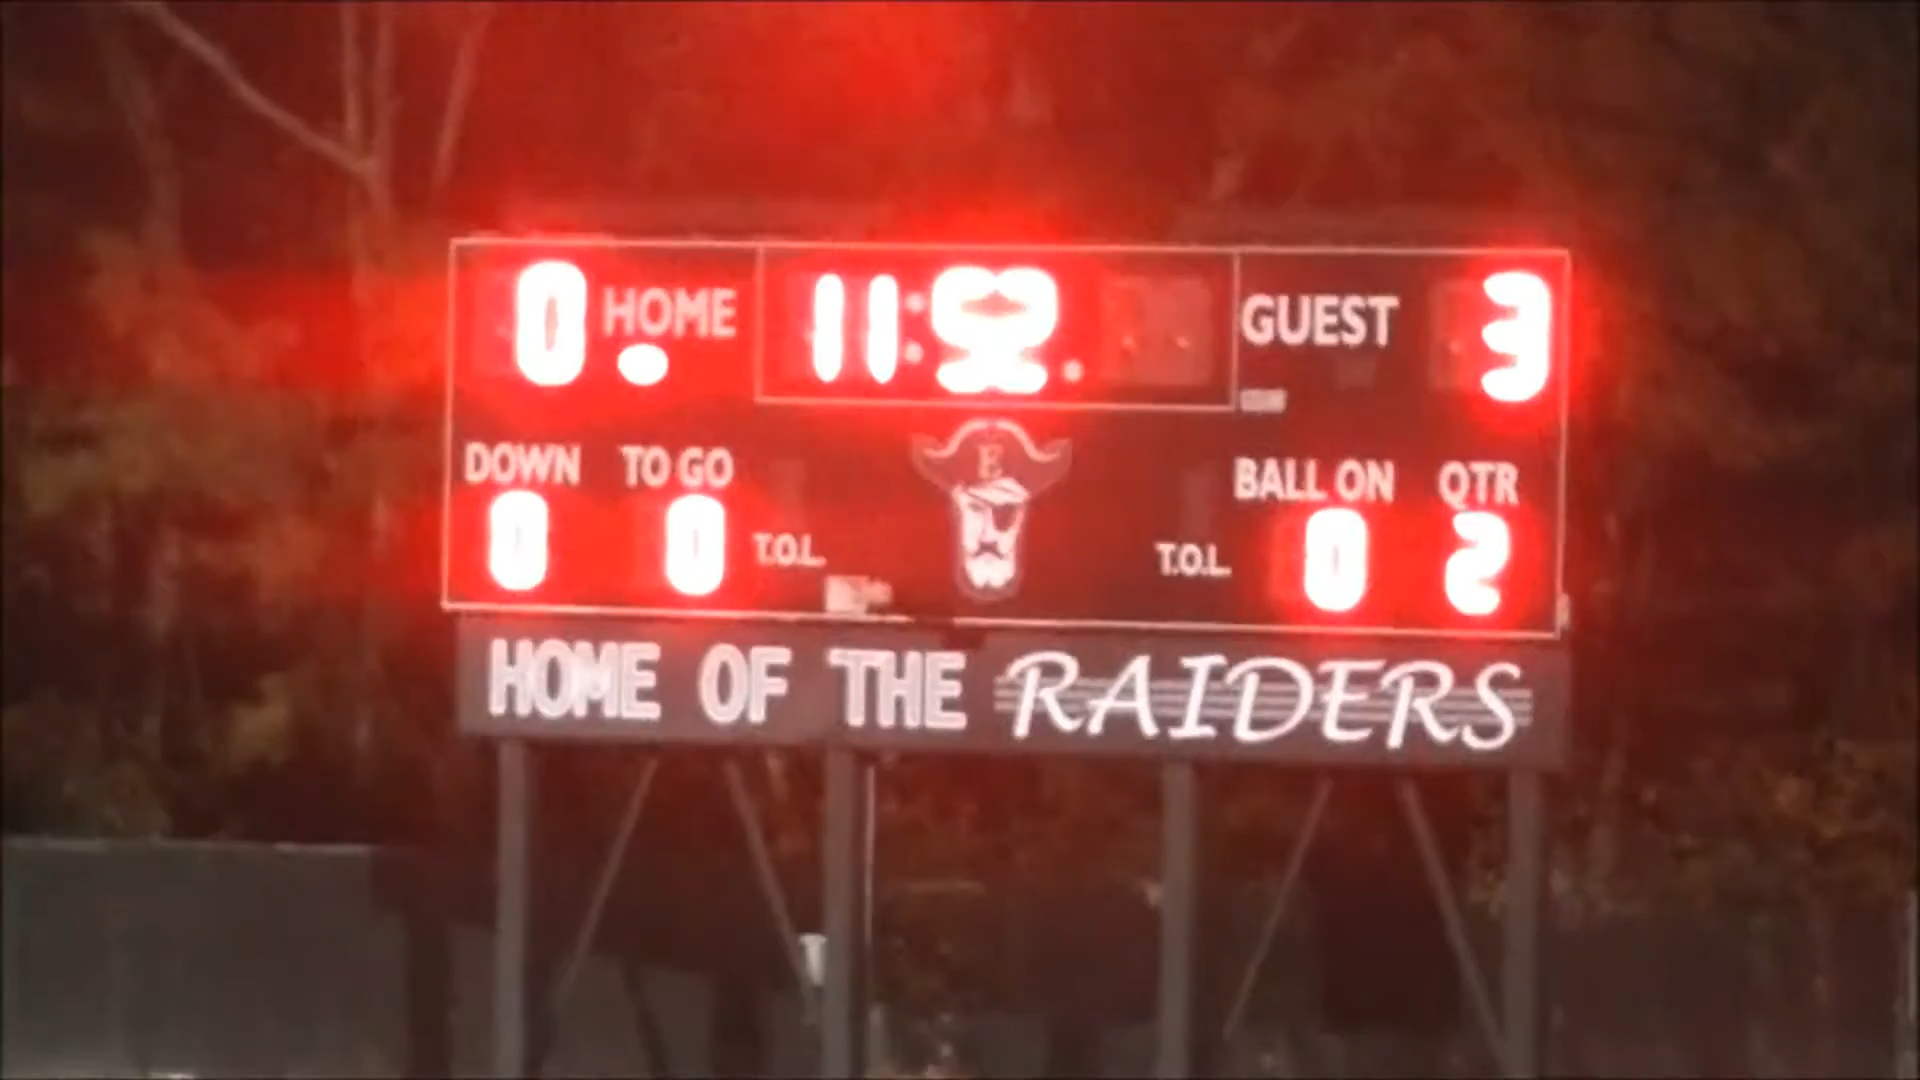 0 HOME 11: GUEST 3
DOWN TO GO BALL ON QTR
0 0 T.O.L. E T.O.L. 0 2
HOME OF THE RAIDERS